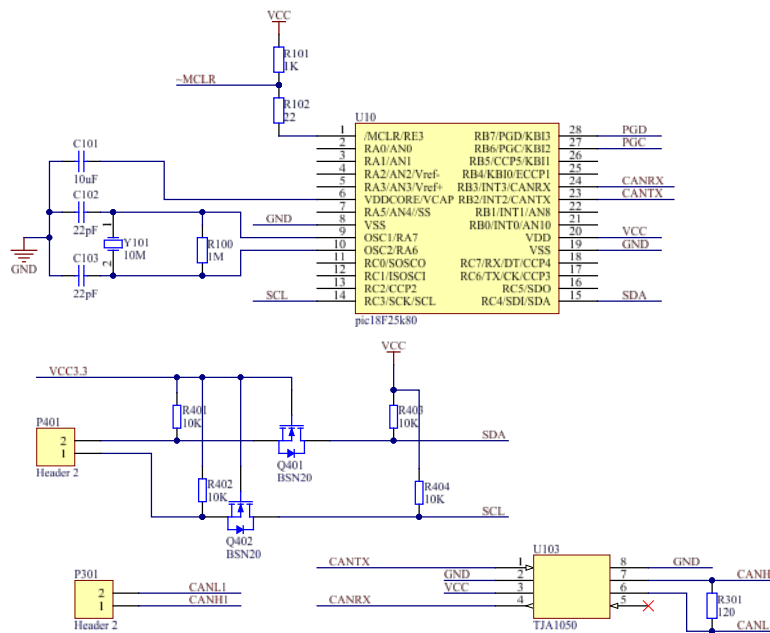 VCC
R101
1K
~MCLR
R102
22
U10
1 /MCLR/RE3 RB7/PGD/KBI3 28 PGD
2 RA0/AN0 RB6/PGC/KBI2 27 PGC
3 RA1/AN1 RB5/CCP5/KBI1 26
4 RA2/AN2/Vref- RB4/KBI0/ECCP1 25
5 RA3/AN3/Vref+ RB3/INT3/CANRX 24 CANRX
6 VDDCORE/VCAP RB2/INT2/CANTX 23 CANTX
7 RA5/AN4//SS RB1/INT1/AN8 22
GND 8 VSS RB0/INT0/AN10 21
9 OSC1/RA7 VDD 20 VCC
10 OSC2/RA6 VSS 19 GND
11 RC0/SOSCO RC7/RX/DT/CCP4 18
12 RC1/ISOSCI RC6/TX/CK/CCP3 17
13 RC2/CCP2 RC5/SDO 16
SCL 14 RC3/SCK/SCL RC4/SDI/SDA 15 SDA
pic18F25k80
C101
10uF
C102
22pF
1
Y101
10M
2
R100
1M
C103
22pF
GND
VCC
VCC3.3
R401
10K
R403
10K
P401
2
1
Header 2
Q401
BSN20
SDA
R402
10K
R404
10K
Q402
BSN20
SCL
U103
CANTX 1 8 GND
GND 2 7 CANH
VCC 3 6
CANRX 4 5
TJA1050
R301
120
CANL
P301
2 CANL1
1 CANH1
Header 2